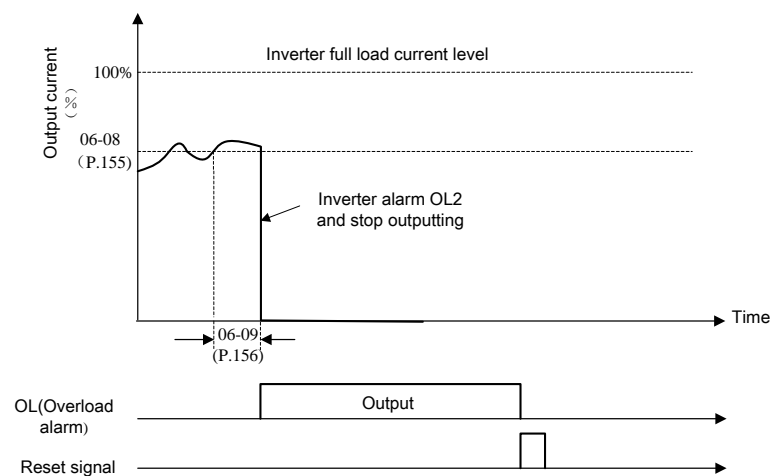 Inverter full load current level
Output current
(%)
100%
06-08
(P.155)
Inverter alarm OL2
and stop outputting
Time
06-09
(P.156)
OL(Overload
alarm)
Output
Reset signal